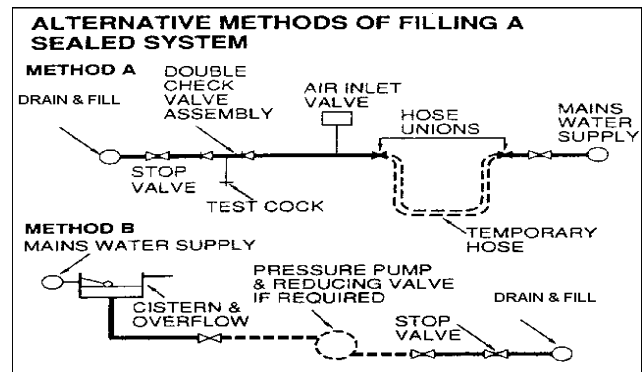 ALTERNATIVE METHODS OF FILLING A
SEALED SYSTEM
METHOD A
DRAIN & FILL
DOUBLE
CHECK
VALVE
ASSEMBLY
AIR INLET
VALVE
HOSE
UNIONS
MAINS
WATER
SUPPLY
STOP
VALVE
TEST COCK
TEMPORARY
HOSE
METHOD B
MAINS WATER SUPPLY
CISTERN &
OVERFLOW
PRESSURE PUMP
& REDUCING VALVE
IF REQUIRED
STOP
VALVE
DRAIN & FILL